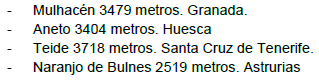 - Mulhacén 3479 metros. Granada.
- Aneto 3404 metros. Huesca
- Teide 3718 metros. Santa Cruz de Tenerife.
- Naranjo de Bulnes 2519 metros. Astrurias